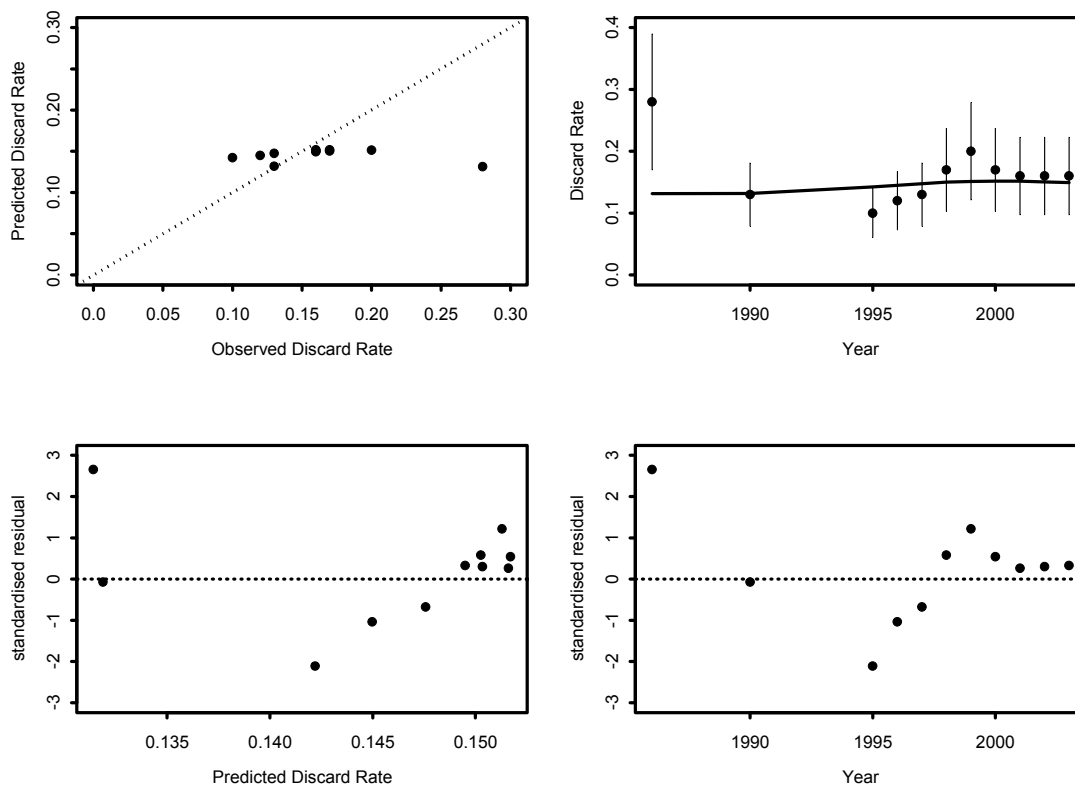 Predicted Discard Rate
0.30
0.20
0.10
0.0
0.0 0.05 0.10 0.15 0.20 0.25 0.30
Observed Discard Rate
Discard Rate
0.4
0.3
0.2
0.1
0.0
1990 1995 2000
Year
standardised residual
3
2
1
0
-1
-2
-3
0.135 0.140 0.145 0.150
Predicted Discard Rate
standardised residual
3
2
1
0
-1
-2
-3
1990 1995 2000
Year